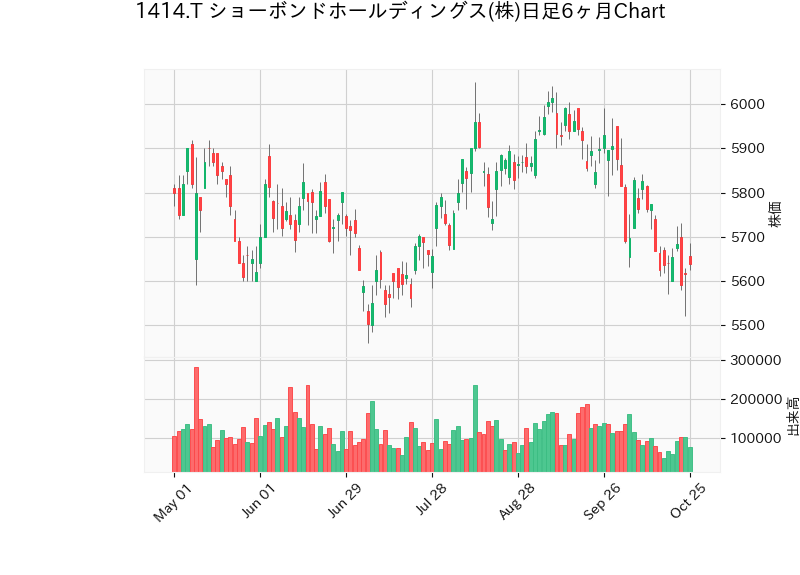 1414.T ショーボンドホールディングス(株)日足6ヶ月Chart
6000
5900
5800
5700
5600
5500
株価
300000
200000
100000
出来高
May 01
Jun 01
Jun 29
Jul 28
Aug 28
Sep 26
Oct 25